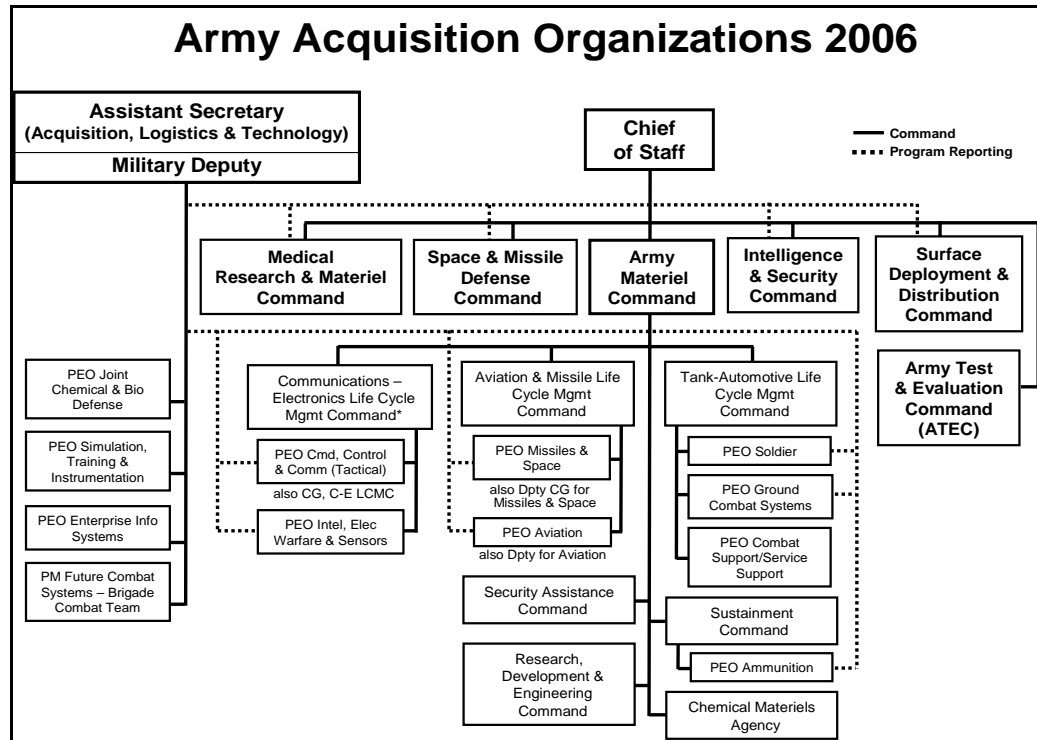 Army Acquisition Organizations 2006
Assistant Secretary
(Acquisition, Logistics & Technology)
Military Deputy
Chief
of Staff
Command
Program Reporting
Medical
Research & Materiel
Command
Space & Missile
Defense
Command
Army
Materiel
Command
Intelligence
& Security
Command
Surface
Deployment &
Distribution
Command
Army Test
& Evaluation
Command
(ATEC)
PEO Joint
Chemical & Bio
Defense
PEO Simulation,
Training &
Instrumentation
PEO Enterprise Info
Systems
PM Future Combat
Systems – Brigade
Combat Team
Communications –
Electronics Life Cycle
Mgmt Command*
PEO Cmd, Control
& Comm (Tactical)
also CG, C-E LCMC
PEO Intel, Elec
Warfare & Sensors
Aviation & Missile Life
Cycle Mgmt
Command
PEO Missiles &
Space
also Dpty CG for
Missiles & Space
PEO Aviation
also Dpty for Aviation
Tank-Automotive Life
Cycle Mgmt
Command
PEO Soldier
PEO Ground
Combat Systems
PEO Combat
Support/Service
Support
Security Assistance
Command
Research,
Development &
Engineering
Command
Sustainment
Command
PEO Ammunition
Chemical Materiels
Agency